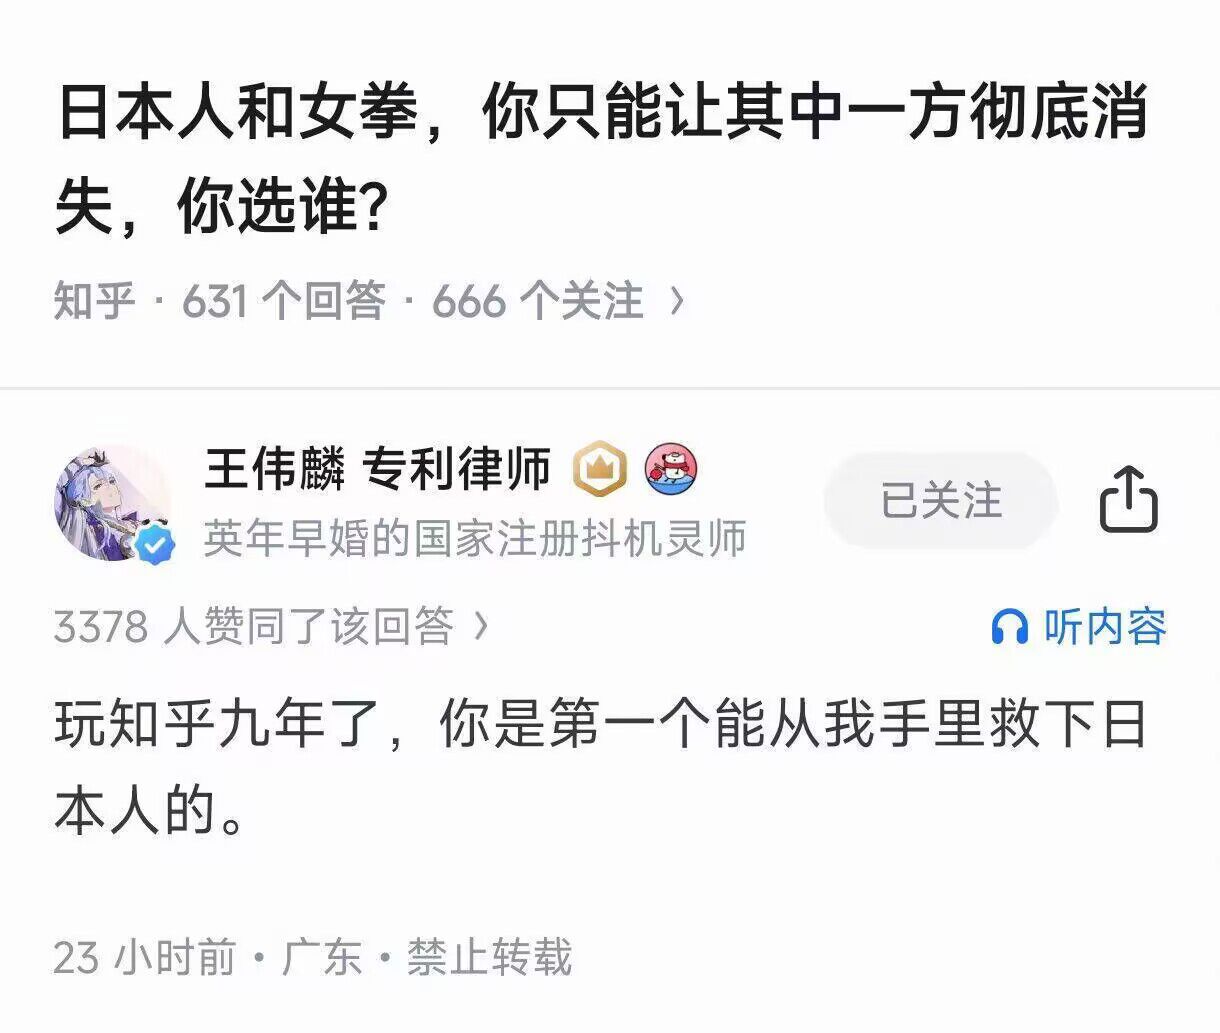 日本人和女拳，你只能让其中一方彻底消
失，你选谁？
知乎 · 631 个回答 · 666 个关注 >
王伟麟 专利律师
已关注
英年早婚的国家注册抖机灵师
3378 人赞同了该回答 >
听内容
玩知乎九年了，你是第一个能从我手里救下日
本人的。
23 小时前 · 广东 · 禁止转载